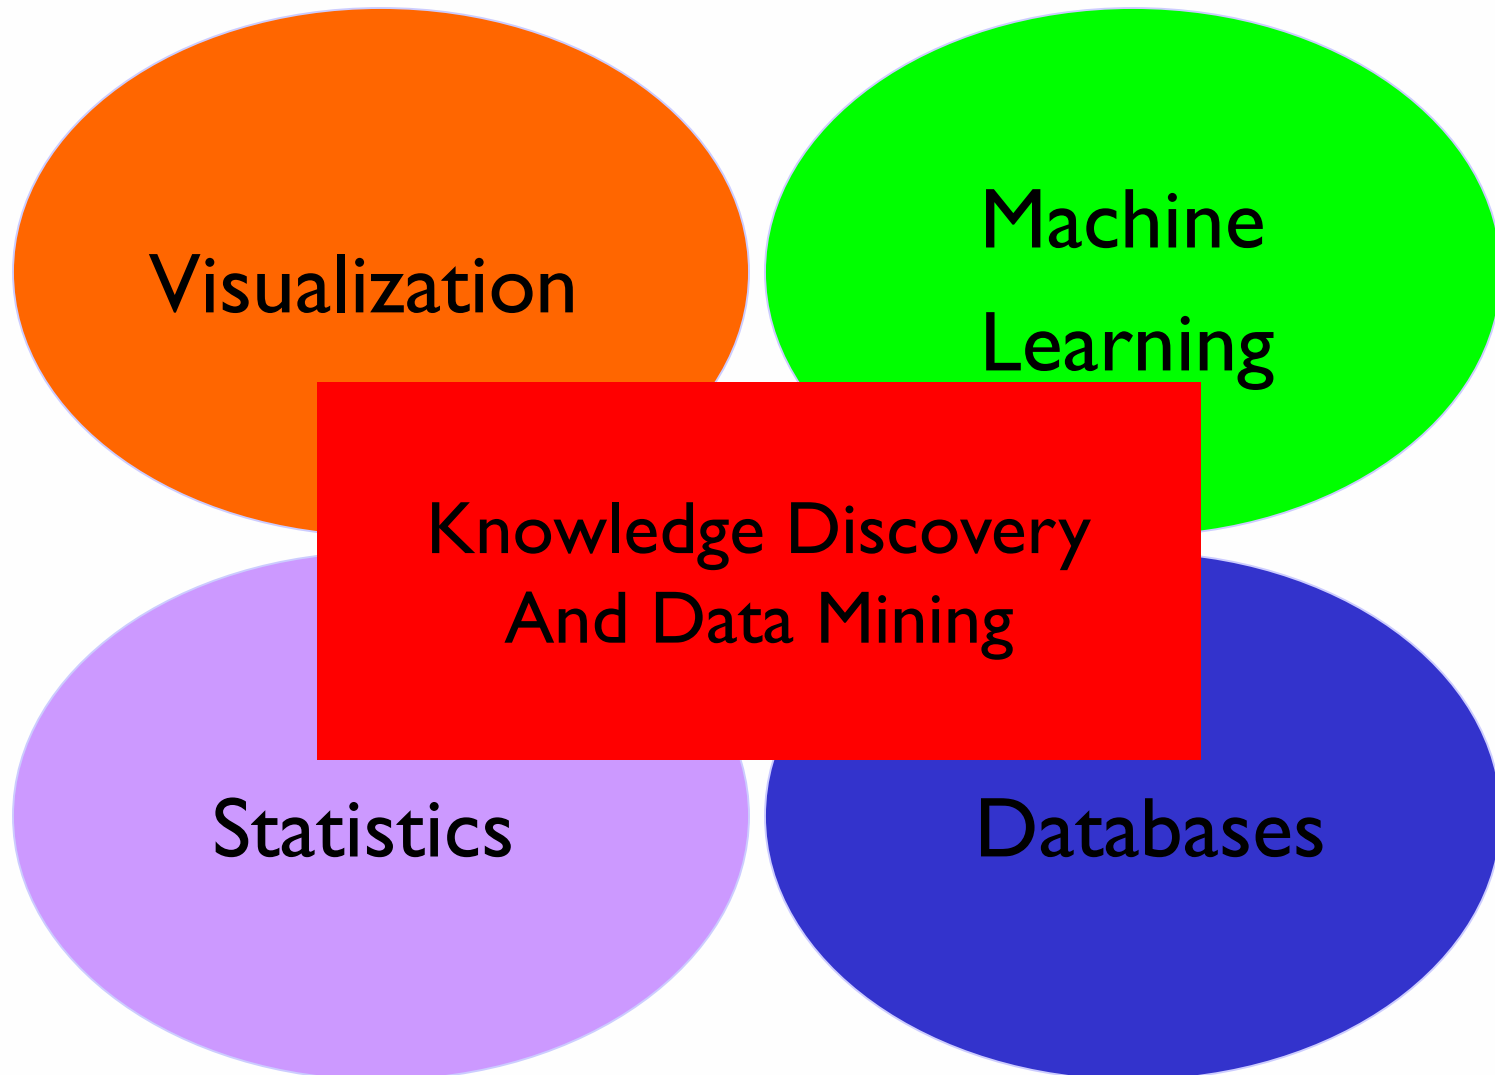 Visualization
Machine
Learning
Knowledge Discovery
And Data Mining
Statistics
Databases